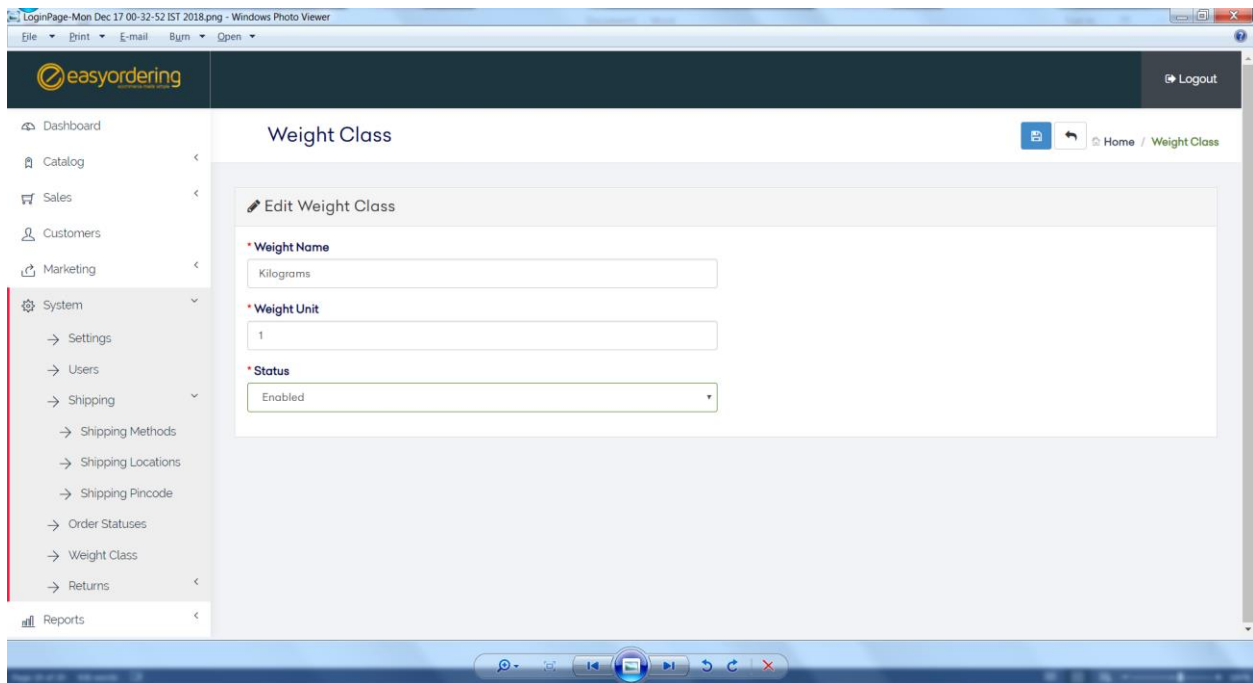 LoginPage-Mon Dec 17 00-32-52 IST 2018.png - Windows Photo Viewer
File Print E-mail Burn Open
easyordering
Logout
Dashboard
Catalog
Sales
Customers
Marketing
System
Settings
Users
Shipping
Shipping Methods
Shipping Locations
Shipping Pincode
Order Statuses
Weight Class
Returns
Reports
Weight Class
Home / Weight Class
Edit Weight Class
* Weight Name
Kilograms
* Weight Unit
1
* Status
Enabled